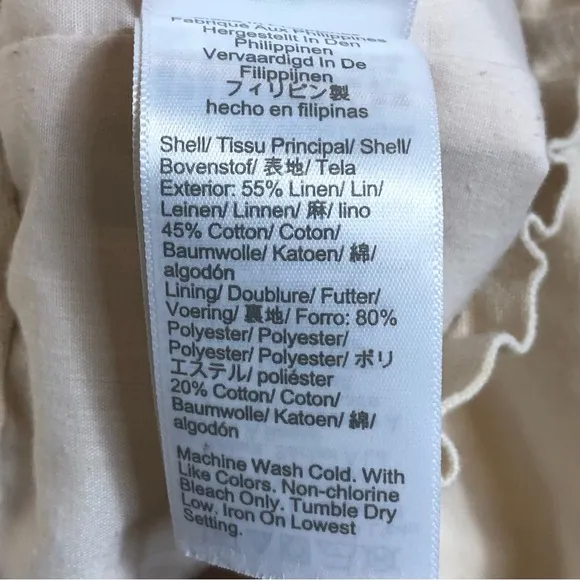 Fabriqué Aux Philippines
Hergestellt In Den
Philippinen
Vervaardigd In De
Filippijnen
フィリピン製
hecho en filipinas
Shell/ Tissu Principal/ Shell/
Bovenstof/ 表地/ Tela
Exterior: 55% Linen/ Lin/
Leinen/ Linnen/ 麻/ lino
45% Cotton/ Coton/
Baumwolle/ Katoen/ 綿/
algodón
Lining/ Doublure/ Futter/
Voering/ 裏地/ Forro: 80%
Polyester/ Polyester/
Polyester/ Polyester/ ポリ
エステル/ poliéster
20% Cotton/ Coton/
Baumwolle/ Katoen/ 綿/
algodón
Machine Wash Cold. With
Like Colors. Non-chlorine
Bleach Only. Tumble Dry
Low. Iron On Lowest
Setting.